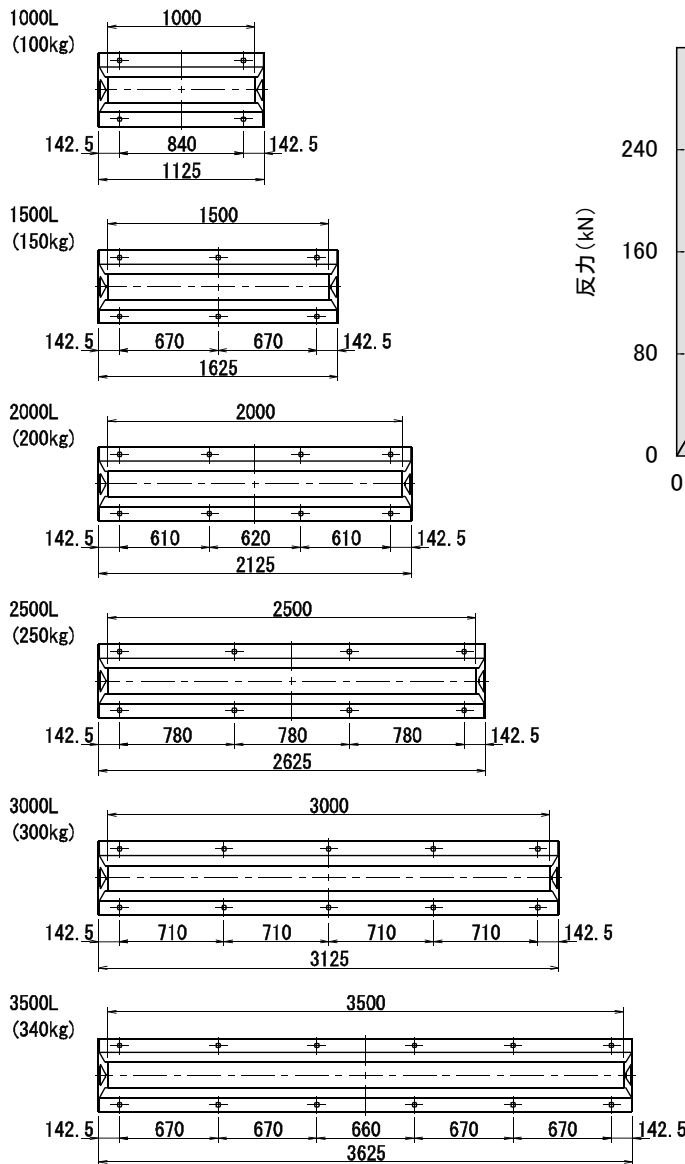 1000L
(100kg)
1000
142.5 840 142.5
1125
1500L
(150kg)
1500
142.5 670 670 142.5
1625
2000L
(200kg)
2000
142.5 610 620 610 142.5
2125
2500L
(250kg)
2500
142.5 780 780 780 142.5
2625
3000L
(300kg)
3000
142.5 710 710 710 710 142.5
3125
3500L
(340kg)
3500
142.5 670 670 660 670 670 142.5
3625
反力(kN)
240
160
80
0
0